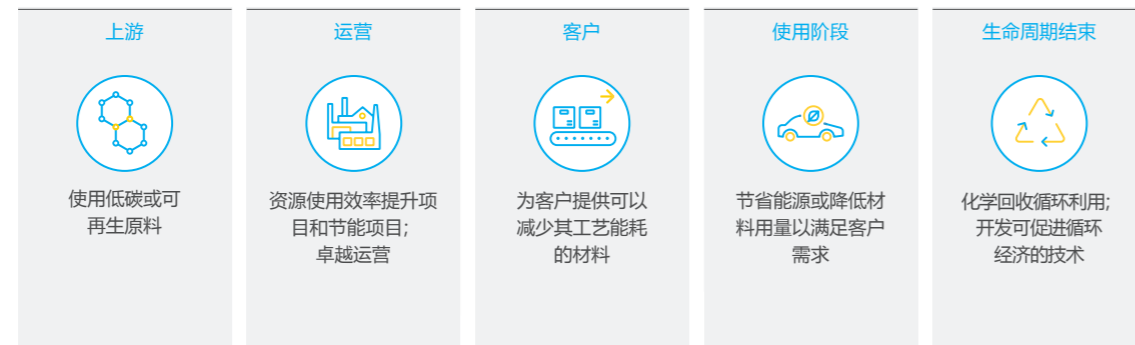 上游
使用低碳或可
再生原料
运营
资源使用效率提升项
目和节能项目；
卓越运营
客户
为客户提供可以
减少其工艺能耗
的材料
使用阶段
节省能源或降低材
料用量以满足客户
需求
生命周期结束
化学回收循环利用；
开发可促进循环
经济的技术